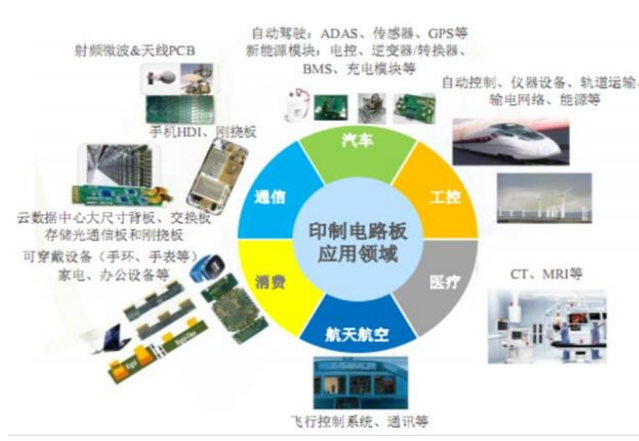 射频微波&天线PCB
自动驾驶：ADAS、传感器、GPS等
新能源模块：电控、逆变器/转换器、
BMS、充电模块等
自动控制、仪器设备、轨道运输、
输电网络、能源等
手机HDI、刚挠板
汽车
通信
工控
印制电路板
应用领域
云数据中心大尺寸背板、交换板
存储光通信板和刚挠板
可穿戴设备（手环、手表等）
家电、办公设备等
消费
医疗
CT、MRI等
航天航空
飞行控制系统、通讯等